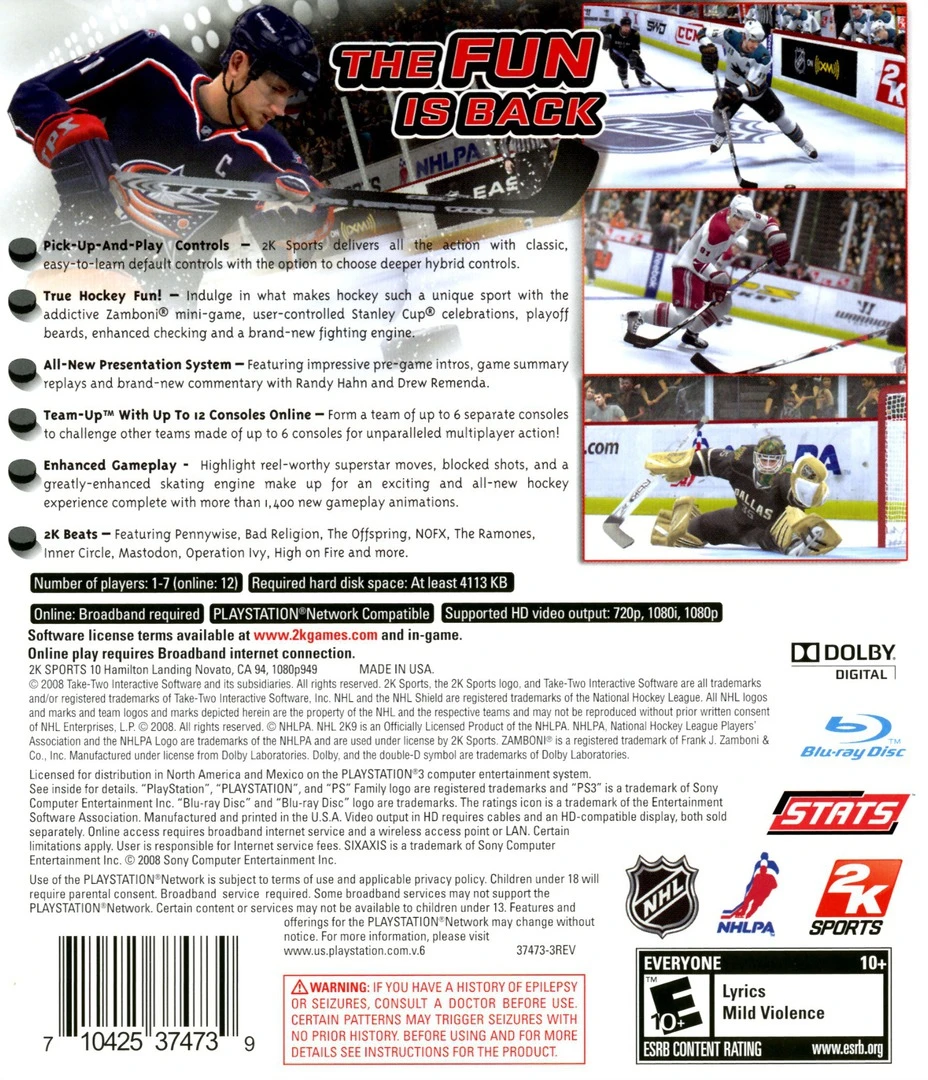 THE FUN
IS BACK
61
C
TPS
TPS
NHLPA
EAS
((XM))
CCM
NHL ON ((XM))
2K
Reebok
91
WARRIOR
.com
PA
DALLAS
35
Pick-Up-And-Play Controls — 2K Sports delivers all the action with classic,
easy-to-learn default controls with the option to choose deeper hybrid controls.
True Hockey Fun! — Indulge in what makes hockey such a unique sport with the
addictive Zamboni® mini-game, user-controlled Stanley Cup® celebrations, playoff
beards, enhanced checking and a brand-new fighting engine.
All-New Presentation System — Featuring impressive pre-game intros, game summary
replays and brand-new commentary with Randy Hahn and Drew Remenda.
Team-Up™ With Up To 12 Consoles Online — Form a team of up to 6 separate consoles
to challenge other teams made of up to 6 consoles for unparalleled multiplayer action!
Enhanced Gameplay - Highlight reel-worthy superstar moves, blocked shots, and a
greatly-enhanced skating engine make up for an exciting and all-new hockey
experience complete with more than 1,400 new gameplay animations.
2K Beats — Featuring Pennywise, Bad Religion, The Offspring, NOFX, The Ramones,
Inner Circle, Mastodon, Operation Ivy, High on Fire and more.
Number of players: 1-7 (online: 12) Required hard disk space: At least 4113 KB
Online: Broadband required PLAYSTATION®Network Compatible Supported HD video output: 720p, 1080i, 1080p
Software license terms available at www.2kgames.com and in-game.
Online play requires Broadband internet connection.
2K SPORTS 10 Hamilton Landing Novato, CA 94, 1080p949 MADE IN USA.
© 2008 Take-Two Interactive Software and its subsidiaries. All rights reserved. 2K Sports, the 2K Sports logo, and Take-Two Interactive Software are all trademarks
and/or registered trademarks of Take-Two Interactive Software, Inc. NHL and the NHL Shield are registered trademarks of the National Hockey League. All NHL logos
and marks and team logos and marks depicted herein are the property of the NHL and the respective teams and may not be reproduced without prior written consent
of NHL Enterprises, L.P. © 2008. All rights reserved. © NHLPA. NHL 2K9 is an Officially Licensed Product of the NHLPA. NHLPA, National Hockey League Players'
Association and the NHLPA Logo are trademarks of the NHLPA and are used under license by 2K Sports. ZAMBONI® is a registered trademark of Frank J. Zamboni &
Co., Inc. Manufactured under license from Dolby Laboratories. Dolby, and the double-D symbol are trademarks of Dolby Laboratories.
Licensed for distribution in North America and Mexico on the PLAYSTATION®3 computer entertainment system.
See inside for details. "PlayStation", "PLAYSTATION", and "PS" Family logo are registered trademarks and "PS3" is a trademark of Sony
Computer Entertainment Inc. "Blu-ray Disc" and "Blu-ray Disc" logo are trademarks. The ratings icon is a trademark of the Entertainment
Software Association. Manufactured and printed in the U.S.A. Video output in HD requires cables and an HD-compatible display, both sold
separately. Online access requires broadband internet service and a wireless access point or LAN. Certain
limitations apply. User is responsible for Internet service fees. SIXAXIS is a trademark of Sony Computer
Entertainment Inc. © 2008 Sony Computer Entertainment Inc.
Use of the PLAYSTATION®Network is subject to terms of use and applicable privacy policy. Children under 18 will
require parental consent. Broadband service required. Some broadband services may not support the
PLAYSTATION®Network. Certain content or services may not be available to children under 13. Features and
offerings for the PLAYSTATION®Network may change without
notice. For more information, please visit
www.us.playstation.com.v.6 37473-3REV
DOLBY
DIGITAL
Blu-ray Disc™
STATS™
NHL
NHLPA™
2K
SPORTS
7 10425 37473 9
WARNING: IF YOU HAVE A HISTORY OF EPILEPSY
OR SEIZURES, CONSULT A DOCTOR BEFORE USE.
CERTAIN PATTERNS MAY TRIGGER SEIZURES WITH
NO PRIOR HISTORY. BEFORE USING AND FOR MORE
DETAILS SEE INSTRUCTIONS FOR THE PRODUCT.
EVERYONE 10+
™
E
10+
Lyrics
Mild Violence
ESRB CONTENT RATING www.esrb.org